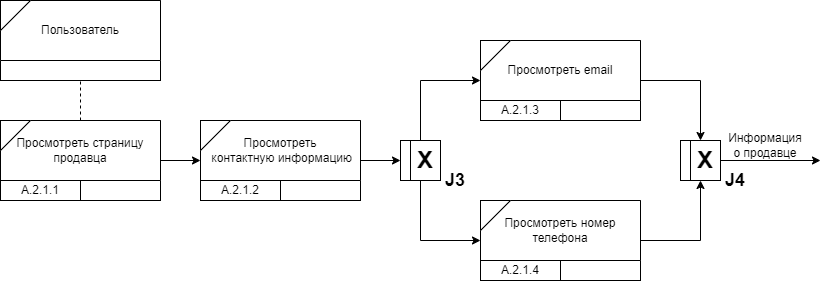 Пользователь
Просмотреть страницу
продавца
A.2.1.1
Просмотреть
контактную информацию
A.2.1.2
X
J3
Просмотреть email
A.2.1.3
Просмотреть номер
телефона
A.2.1.4
X
J4
Информация
о продавце